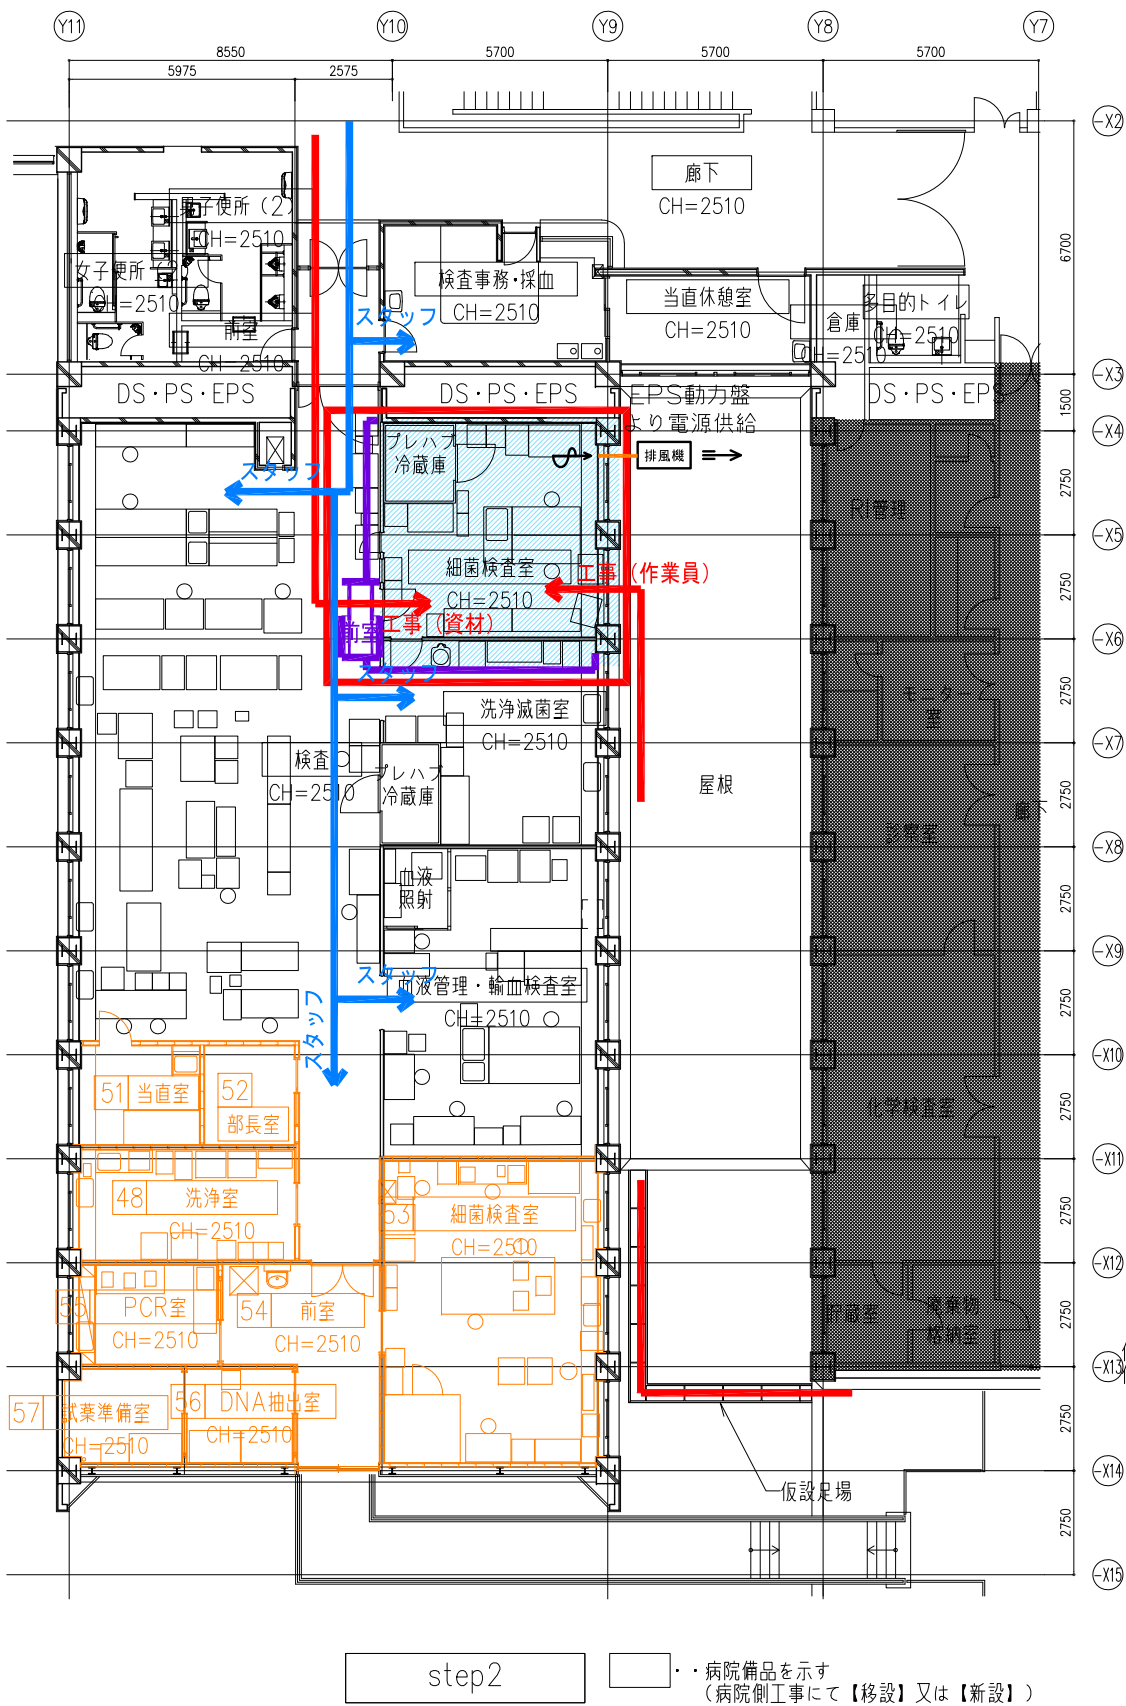 Y11
Y10
Y9
Y8
Y7
8550
5700
5700
5700
5975
2575
X2
廊下
CH=2510
男子便所（2）
CH=2510
女子便所
CH=2510
前室
CH=2510
検査事務・採血
CH=2510
当直休憩室
CH=2510
倉庫
CH=2510
多目的トイレ
CH=2510
6700
スタッフ
X3
DS・PS・EPS
DS・PS・EPS
EPS動力盤
より電源供給
DS・PS・EPS
1500
X4
プレハブ
冷蔵庫
排風機
スタッフ
2750
RI管理
X5
細菌検査室
CH=2510
工事（作業員）
2750
前室
工事（資材）
X6
スタッフ
洗浄滅菌室
CH=2510
2750
X7
検査
CH=2510
プレハブ
冷蔵庫
屋根
廊下
2750
X8
血液
照射
2750
X9
スタッフ
血液管理・輸血検査室
CH=2510
スタッフ
2750
X10
51
当直室
52
部長室
化学検査室
2750
X11
48
洗浄室
CH=2510
53
細菌検査室
CH=2510
2750
X12
55
PCR室
CH=2510
54
前室
CH=2510
貯蔵室
廃棄物
格納室
2750
X13
57
試薬準備室
CH=2510
56
DNA抽出室
CH=2510
2750
X14
仮設足場
2750
X15
step2
・・病院備品を示す
（病院側工事にて【移設】又は【新設】）